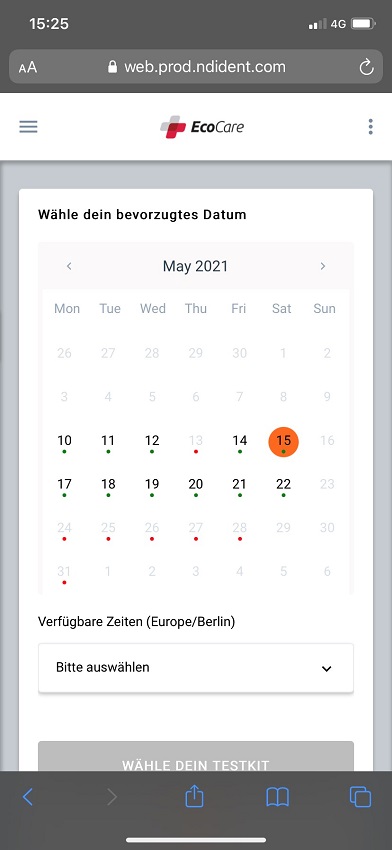 15:25
4G
AA
web.prod.ndident.com
EcoCare
Wähle dein bevorzugtes Datum
May 2021
Mon Tue Wed Thu Fri Sat Sun
26 27 28 29 30 1 2
3 4 5 6 7 8 9
10 11 12 13 14 15 16
17 18 19 20 21 22 23
24 25 26 27 28 29 30
31 1 2 3 4 5 6
Verfügbare Zeiten (Europe/Berlin)
Bitte auswählen
WÄHLE DEIN TESTKIT